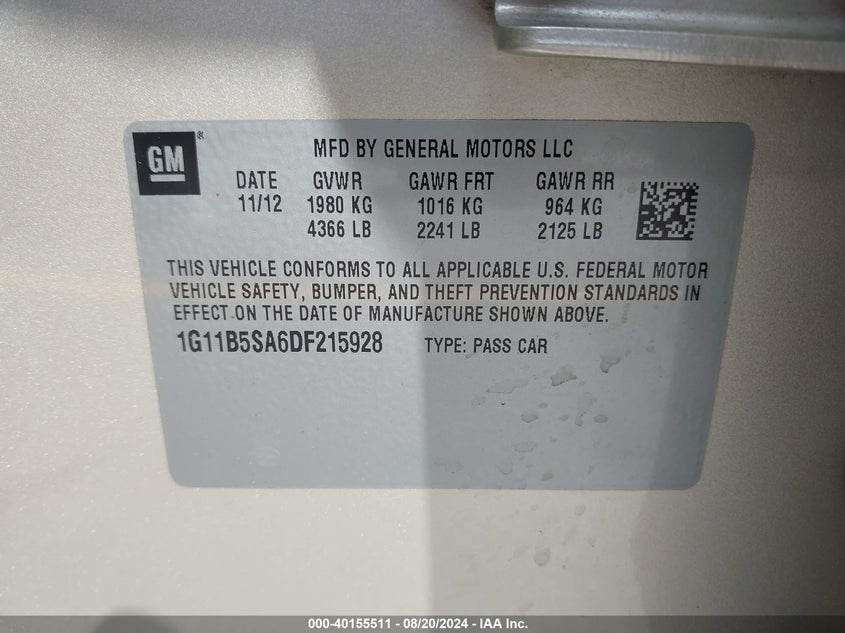 GM®
MFD BY GENERAL MOTORS LLC
DATE GVWR GAWR FRT GAWR RR
11/12 1980 KG 1016 KG 964 KG
4366 LB 2241 LB 2125 LB
THIS VEHICLE CONFORMS TO ALL APPLICABLE U.S. FEDERAL MOTOR
VEHICLE SAFETY, BUMPER, AND THEFT PREVENTION STANDARDS IN
EFFECT ON THE DATE OF MANUFACTURE SHOWN ABOVE.
1G11B5SA6DF215928 TYPE: PASS CAR
000-40155511 - 08/20/2024 - IAA Inc.